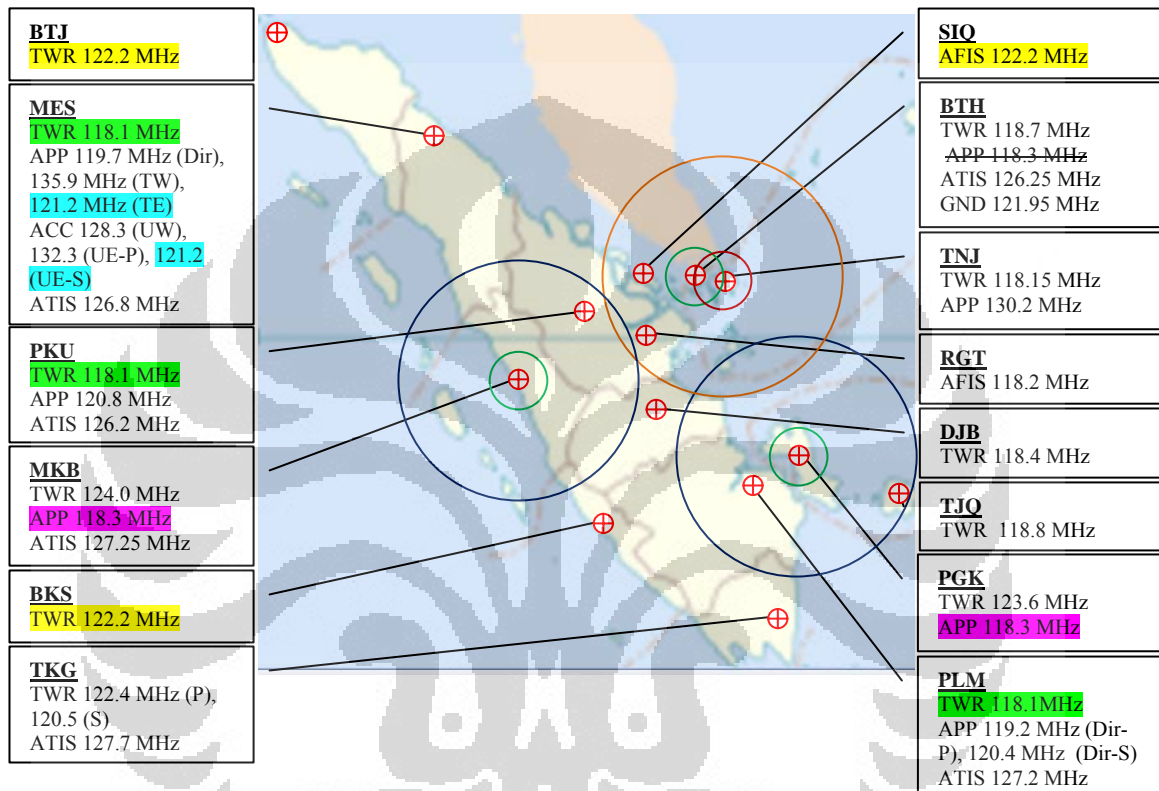 BTJ
TWR 122.2 MHz
MES
TWR 118.1 MHz
APP 119.7 MHz (Dir),
135.9 MHz (TW),
121.2 MHz (TE)
ACC 128.3 (UW),
132.3 (UE-P), 121.2
(UE-S)
ATIS 126.8 MHz
PKU
TWR 118.1 MHz
APP 120.8 MHz
ATIS 126.2 MHz
MKB
TWR 124.0 MHz
APP 118.3 MHz
ATIS 127.25 MHz
BKS
TWR 122.2 MHz
TKG
TWR 122.4 MHz (P),
120.5 (S)
ATIS 127.7 MHz
SIQ
AFIS 122.2 MHz
BTH
TWR 118.7 MHz
APP 118.3 MHz
ATIS 126.25 MHz
GND 121.95 MHz
TNJ
TWR 118.15 MHz
APP 130.2 MHz
RGT
AFIS 118.2 MHz
DJB
TWR 118.4 MHz
TJQ
TWR 118.8 MHz
PGK
TWR 123.6 MHz
APP 118.3 MHz
PLM
TWR 118.1MHz
APP 119.2 MHz (Dir-
P), 120.4 MHz (Dir-S)
ATIS 127.2 MHz